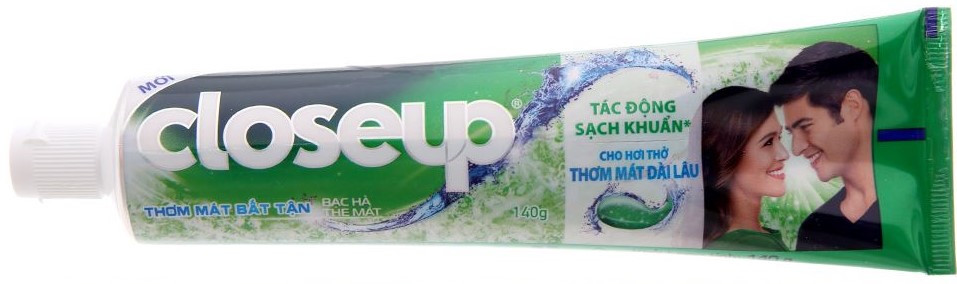 MỚI
closeup®
THƠM MÁT BẤT TẬN
BẠC HÀ
THE MÁT
140g
TÁC ĐỘNG
SẠCH KHUẨN*
CHO HƠI THỞ
THƠM MÁT DÀI LÂU